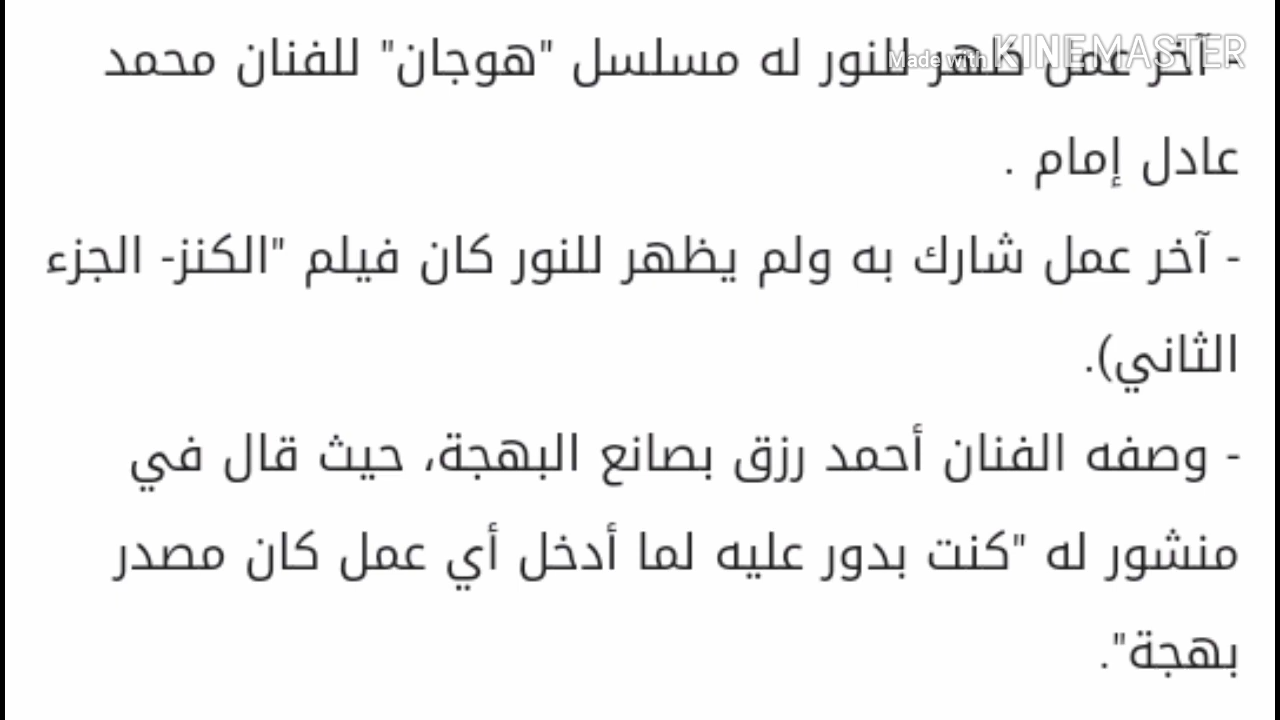 - آخر عمل ظهر للنور له مسلسل "هوجان" للفنان محمد
Made with KINEMASTER
عادل إمام .
- آخر عمل شارك به ولم يظهر للنور كان فيلم "الكنز- الجزء
الثاني).
- وصفه الفنان أحمد رزق بصانع البهجة، حيث قال في
منشور له "كنت بدور عليه لما أدخل أي عمل كان مصدر
بهجة".